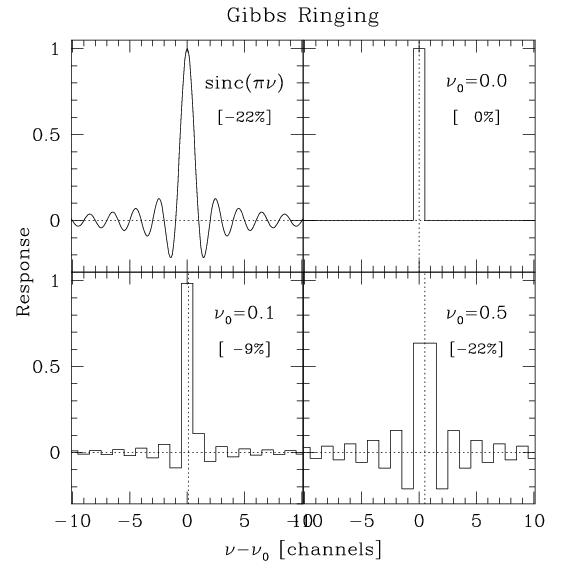 Gibbs Ringing
1
0.5
0
sinc(πν)
[-22%]
ν₀=0.0
[ 0%]
Response
1
0.5
0
ν₀=0.1
[ -9%]
ν₀=0.5
[-22%]
-10 -5 0 5 -10 10 -5 0 5 10
ν-ν₀ [channels]